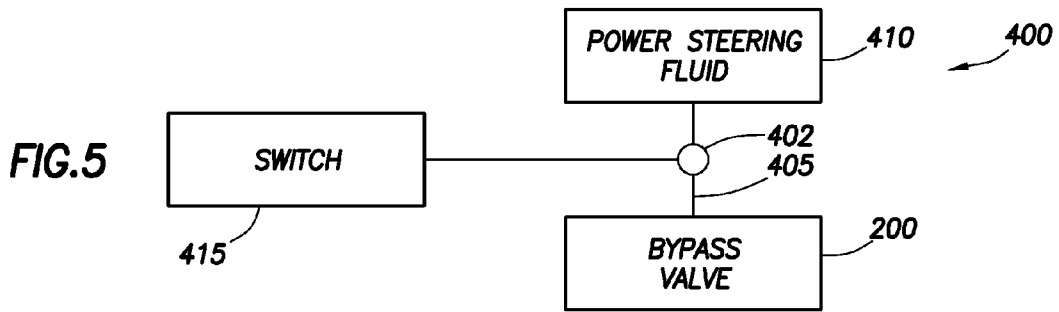 POWER STEERING
FLUID
410
400
FIG.5
SWITCH
402
405
415
BYPASS
VALVE
200